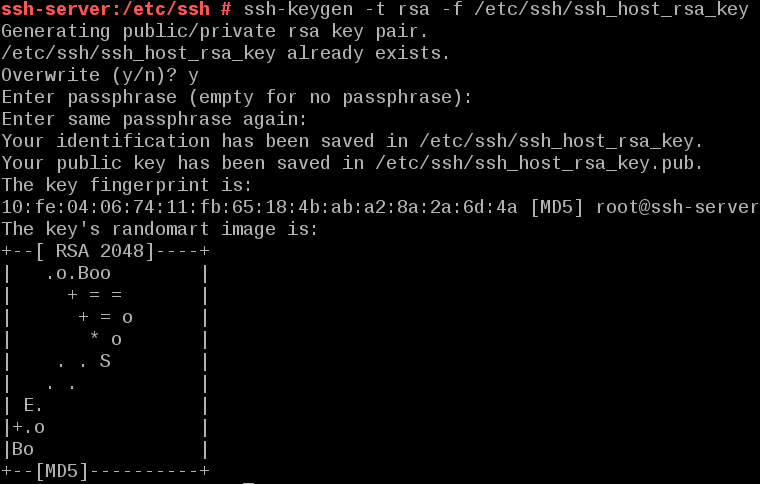 ssh-server:/etc/ssh # ssh-keygen -t rsa -f /etc/ssh/ssh_host_rsa_key
Generating public/private rsa key pair.
/etc/ssh/ssh_host_rsa_key already exists.
Overwrite (y/n)? y
Enter passphrase (empty for no passphrase):
Enter same passphrase again:
Your identification has been saved in /etc/ssh/ssh_host_rsa_key.
Your public key has been saved in /etc/ssh/ssh_host_rsa_key.pub.
The key fingerprint is:
10:fe:04:06:74:11:fb:65:18:4b:ab:a2:8a:2a:6d:4a [MD5] root@ssh-server
The key's randomart image is:
+--[ RSA 2048]----+
|   .o.Boo        |
|     + = =       |
|      + = o      |
|       * o       |
|    . . S        |
|   . .           |
| E.              |
|+.o              |
|Bo               |
+--[MD5]----------+